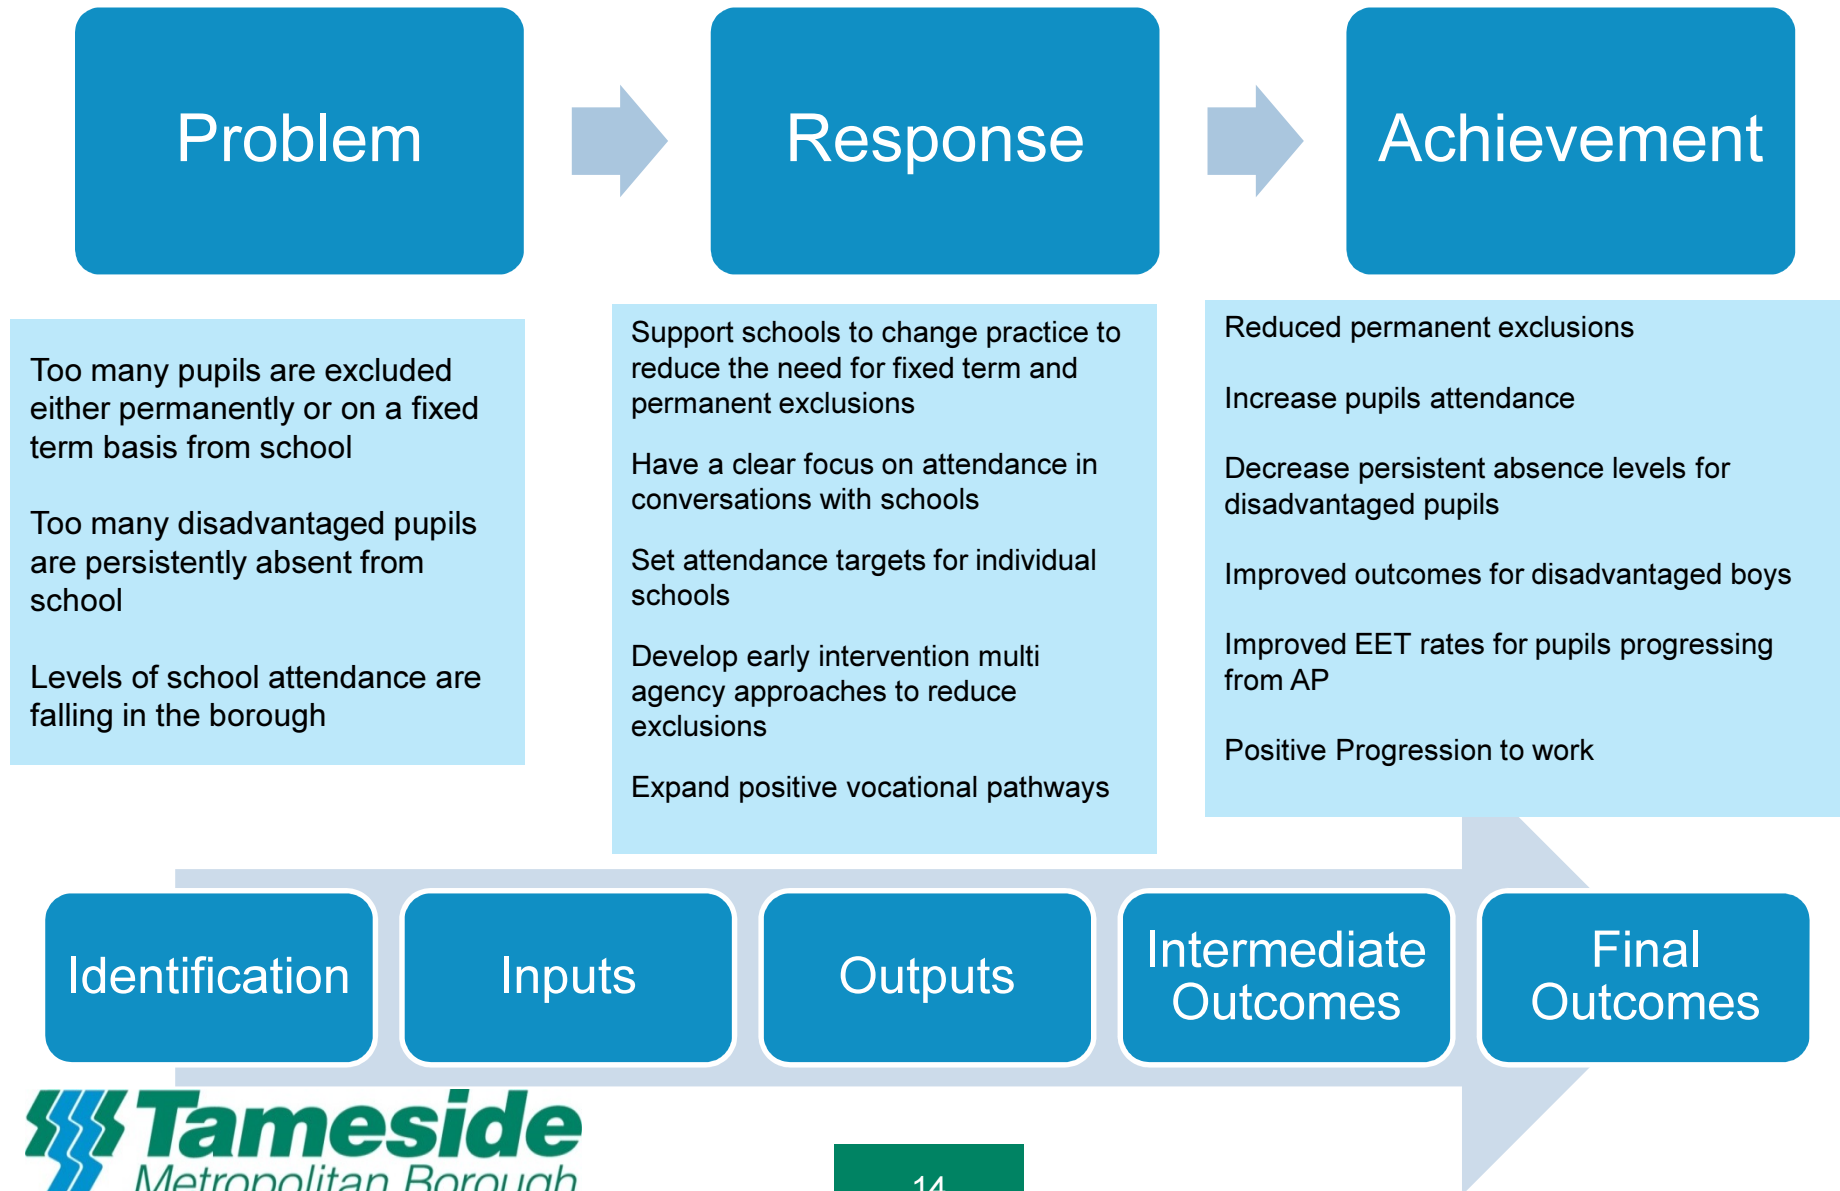 Problem
Response
Achievement
Too many pupils are excluded
either permanently or on a fixed
term basis from school
Too many disadvantaged pupils
are persistently absent from
school
Levels of school attendance are
falling in the borough
Support schools to change practice to
reduce the need for fixed term and
permanent exclusions
Have a clear focus on attendance in
conversations with schools
Set attendance targets for individual
schools
Develop early intervention multi
agency approaches to reduce
exclusions
Expand positive vocational pathways
Reduced permanent exclusions
Increase pupils attendance
Decrease persistent absence levels for
disadvantaged pupils
Improved outcomes for disadvantaged boys
Improved EET rates for pupils progressing
from AP
Positive Progression to work
Identification
Inputs
Outputs
Intermediate
Outcomes
Final
Outcomes
Tameside
Metropolitan Borough
14